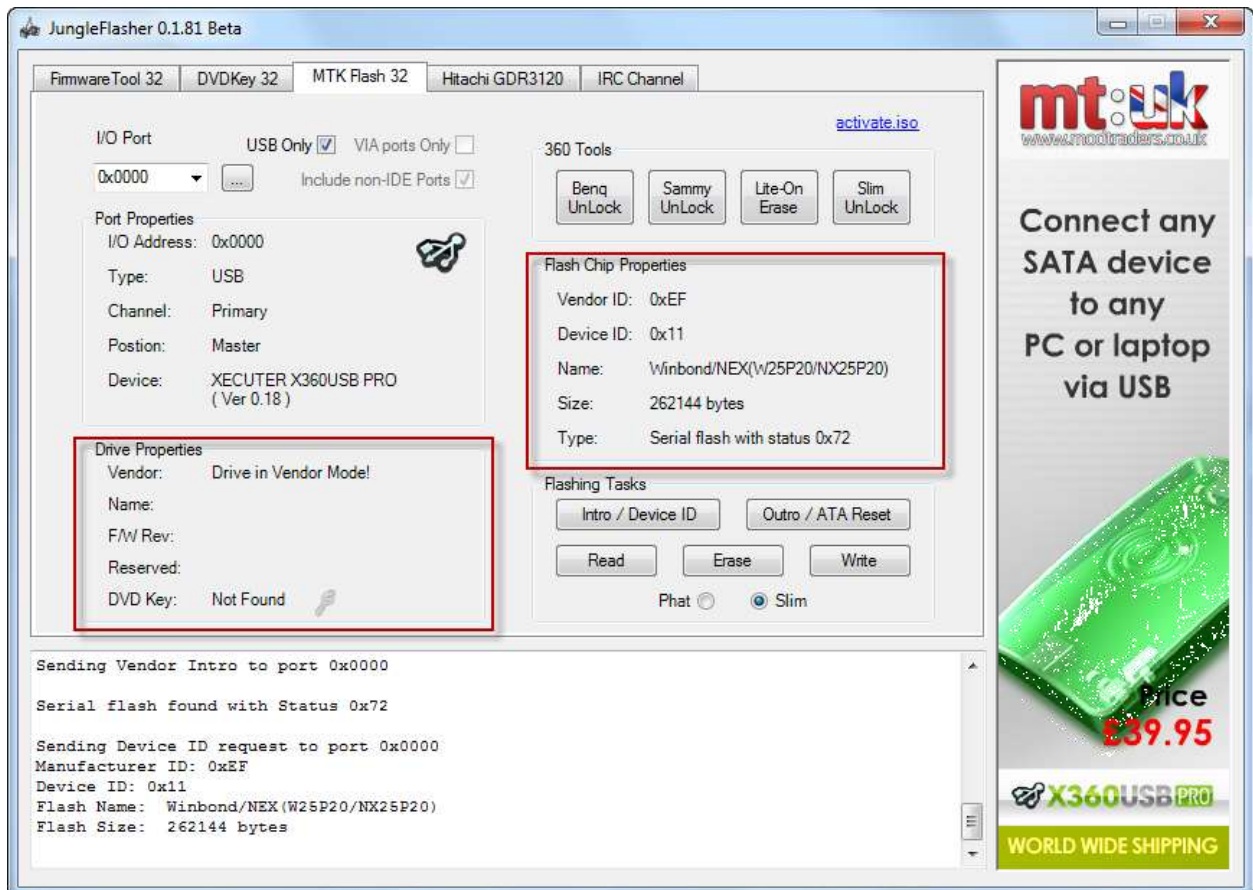 JungleFlasher 0.1.81 Beta
FirmwareTool 32 DVDKey 32 MTK Flash 32 Hitachi GDR3120 IRC Channel
activate.iso
I/O Port
USB Only VIA ports Only
0x0000 ...
Include non-IDE Ports
Port Properties
I/O Address: 0x0000
Type: USB
Channel: Primary
Postion: Master
Device: XECUTER X360USB PRO
( Ver 0.18 )
Drive Properties
Vendor: Drive in Vendor Mode!
Name:
F/W Rev:
Reserved:
DVD Key: Not Found
360 Tools
Benq UnLock
Sammy UnLock
Lite-On Erase
Slim UnLock
Flash Chip Properties
Vendor ID: 0xEF
Device ID: 0x11
Name: Winbond/NEX(W25P20/NX25P20)
Size: 262144 bytes
Type: Serial flash with status 0x72
Flashing Tasks
Intro / Device ID Outro / ATA Reset
Read Erase Write
Phat Slim
Sending Vendor Intro to port 0x0000
Serial flash found with Status 0x72
Sending Device ID request to port 0x0000
Manufacturer ID: 0xEF
Device ID: 0x11
Flash Name: Winbond/NEX(W25P20/NX25P20)
Flash Size: 262144 bytes
mt:uk
www.modtraders.co.uk
Connect any
SATA device
to any
PC or laptop
via USB
Price
£39.95
X360USB PRO
WORLD WIDE SHIPPING